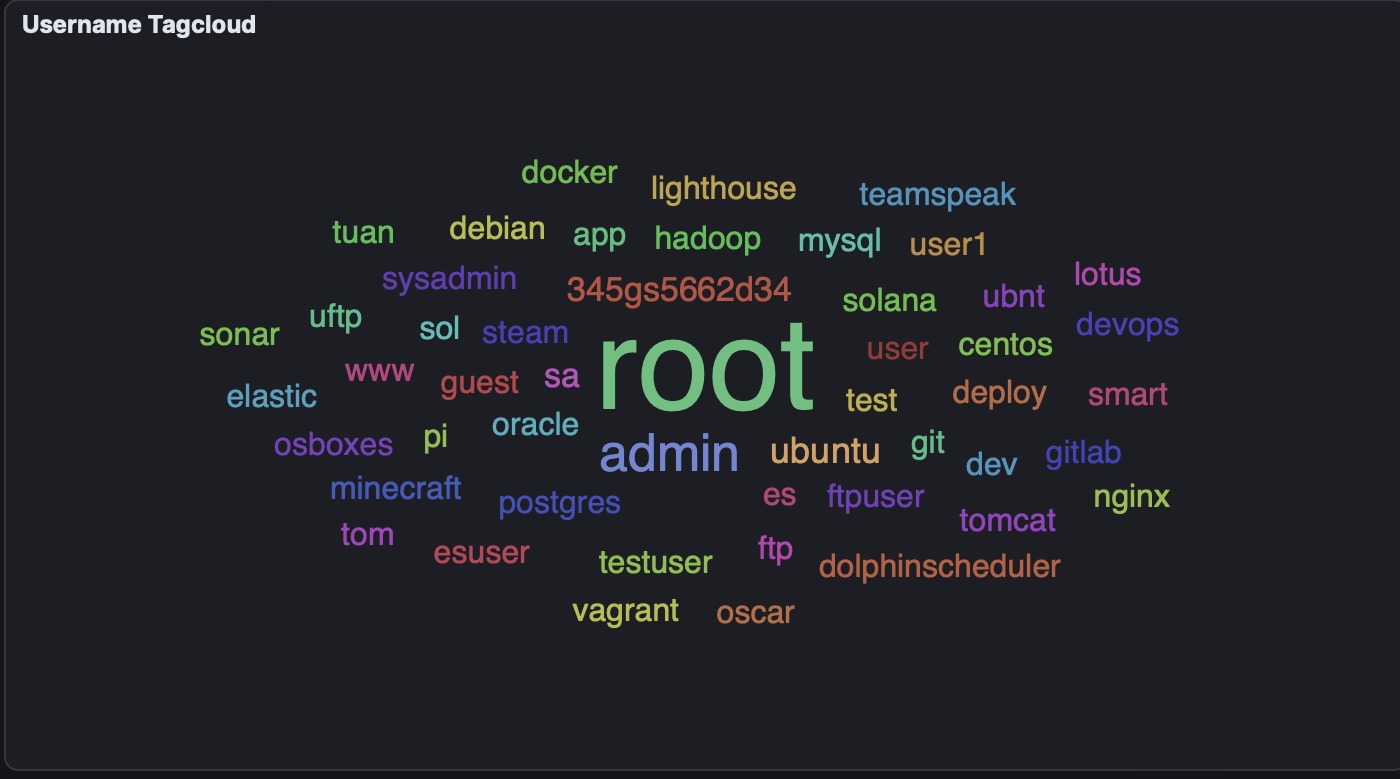 Username Tagcloud
docker
lighthouse
teamspeak
tuan
debian
app
hadoop
mysql
user1
sysadmin
345gs5662d34
solana
ubnt
lotus
sonar
uftp
sol
steam
root
user
centos
devops
www
guest
sa
elastic
test
deploy
smart
osboxes
pi
oracle
admin
ubuntu
git
dev
gitlab
minecraft
postgres
es
ftpuser
nginx
tomcat
tom
esuser
testuser
ftp
dolphinscheduler
vagrant
oscar